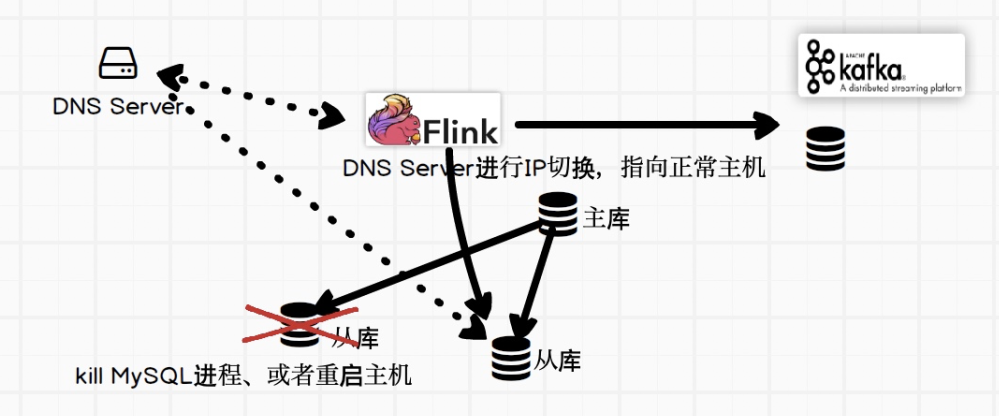 APACHE
kafka
A distributed streaming platform
DNS Server
Flink
DNS Server进行IP切换，指向正常主机
主库
从库
从库
kill MySQL进程、或者重启主机